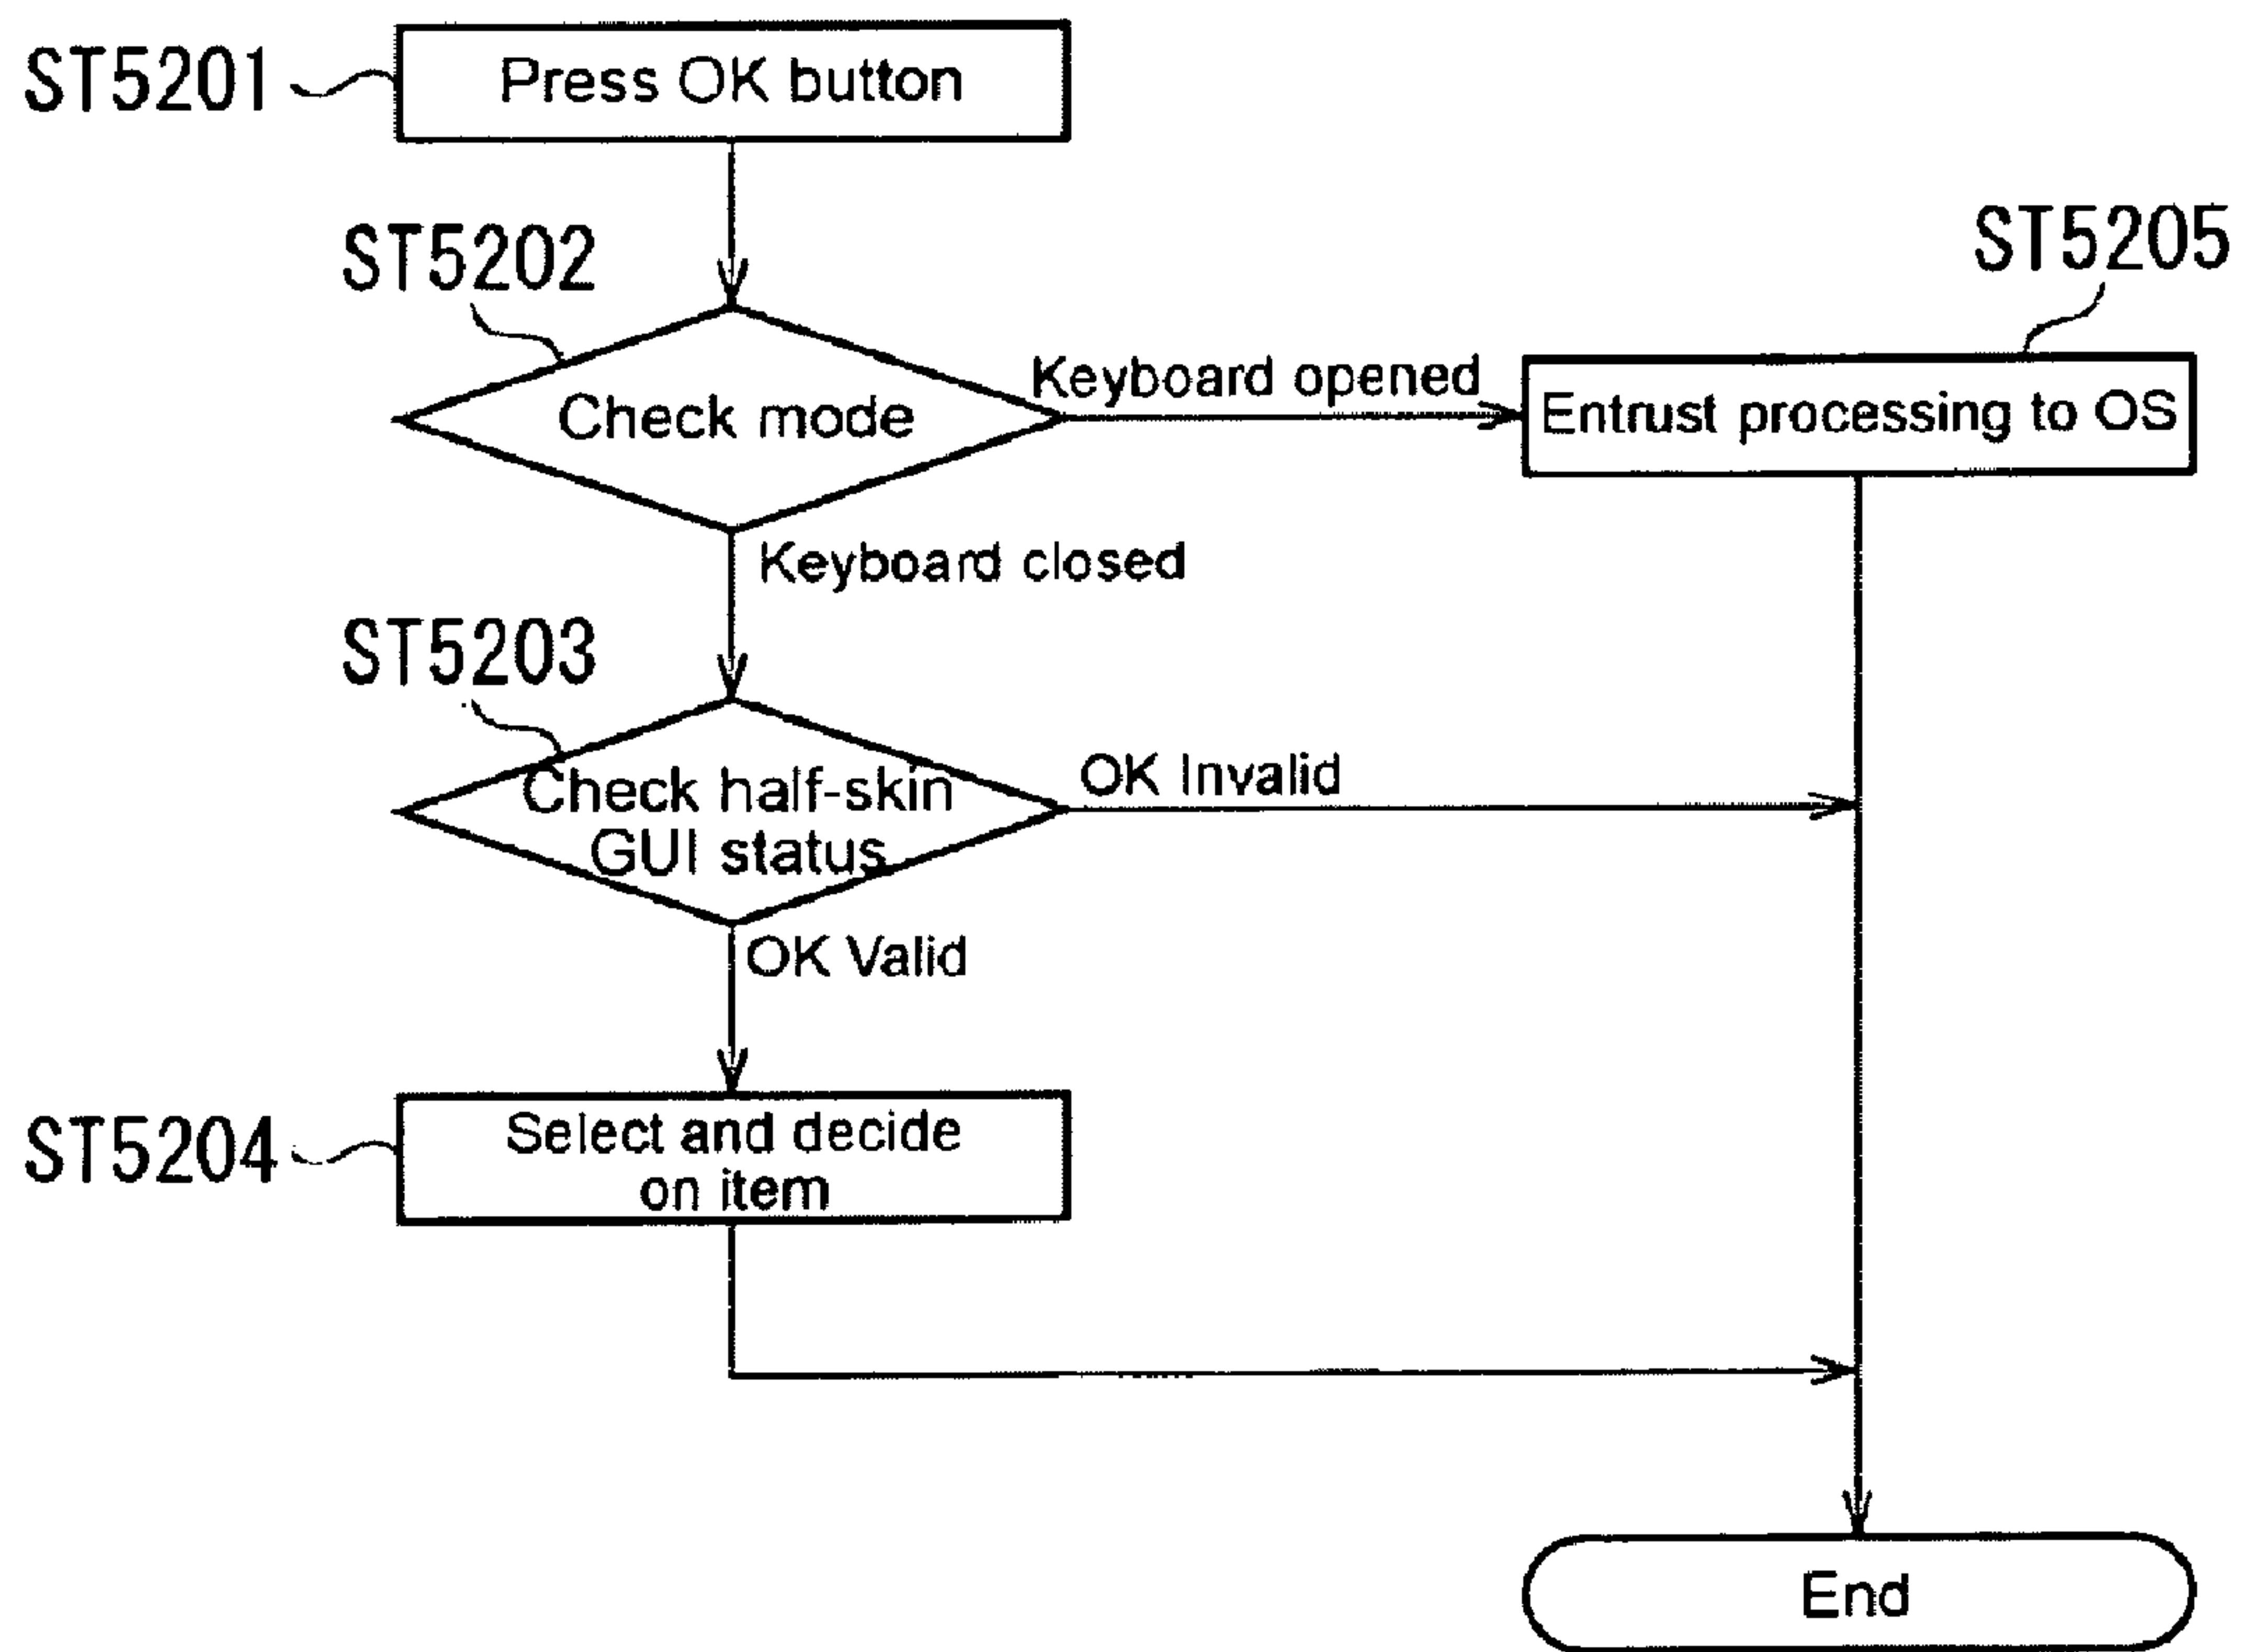 ST5201
Press OK button
ST5202
ST5205
Check mode
Keyboard opened
Entrust processing to OS
Keyboard closed
ST5203
Check half-skin
GUI status
OK Invalid
OK Valid
ST5204
Select and decide
on item
End